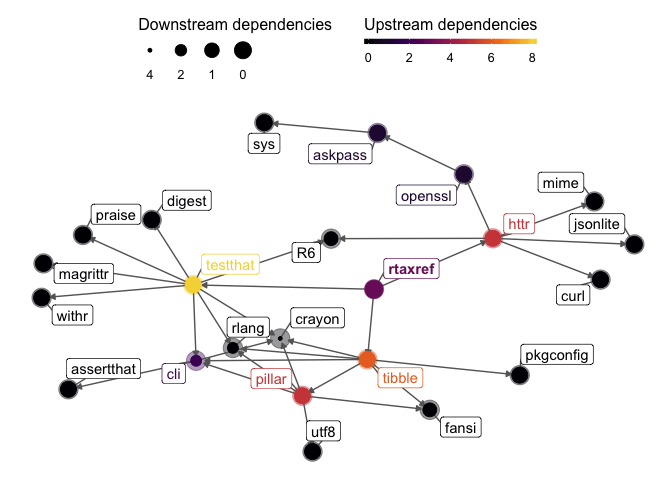 Downstream dependencies
4 2 1 0
Upstream dependencies
0 2 4 6 8
sys
askpass
openssl
mime
httr
jsonlite
curl
digest
praise
testthat
R6
rtaxref
magrittr
withr
rlang
crayon
assertthat
cli
pillar
tibble
pkgconfig
utf8
fansi